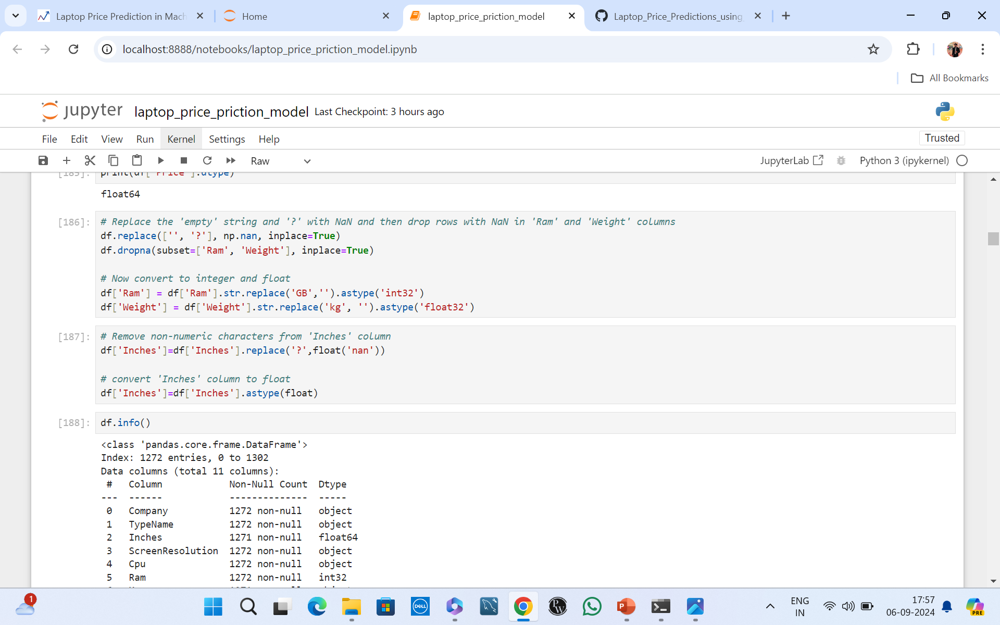 Laptop Price Prediction in Mach
Home
laptop_price_priction_model
Laptop_Price_Predictions_using_
localhost:8888/notebooks/laptop_price_priction_model.ipynb
All Bookmarks
jupyter laptop_price_priction_model Last Checkpoint: 3 hours ago
File Edit View Run Kernel Settings Help
Trusted
Raw
JupyterLab
Python 3 (ipykernel)
[185]: print(df['Price'].dtype)
float64
[186]: # Replace the 'empty' string and '?' with NaN and then drop rows with NaN in 'Ram' and 'Weight' columns
df.replace(['', '?'], np.nan, inplace=True)
df.dropna(subset=['Ram', 'Weight'], inplace=True)
# Now convert to integer and float
df['Ram'] = df['Ram'].str.replace('GB','').astype('int32')
df['Weight'] = df['Weight'].str.replace('kg', '').astype('float32')
[187]: # Remove non-numeric characters from 'Inches' column
df['Inches']=df['Inches'].replace('?',float('nan'))
# convert 'Inches' column to float
df['Inches']=df['Inches'].astype(float)
[188]: df.info()
<class 'pandas.core.frame.DataFrame'>
Index: 1272 entries, 0 to 1302
Data columns (total 11 columns):
# Column Non-Null Count Dtype
--- ------ -------------- -----
0 Company 1272 non-null object
1 TypeName 1272 non-null object
2 Inches 1271 non-null float64
3 ScreenResolution 1272 non-null object
4 Cpu 1272 non-null object
5 Ram 1272 non-null int32
1
DELL
PW
P
ENG
IN
17:57
06-09-2024
PRE